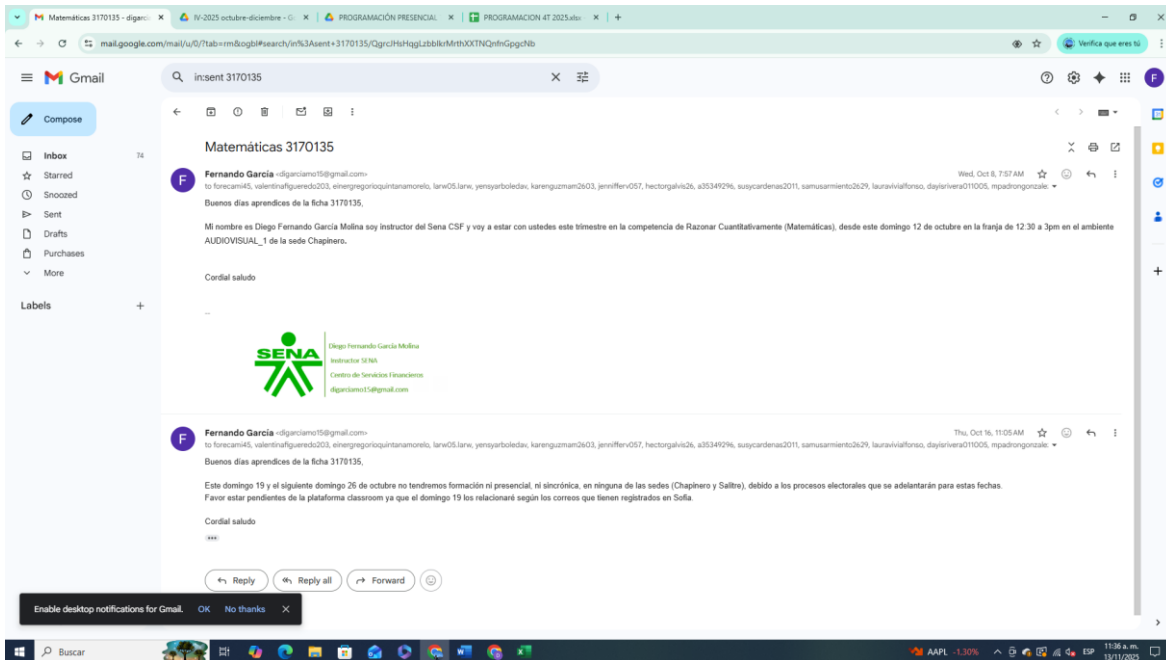 Matemáticas 3170135 - digarci
IV-2025 octubre-diciembre - G
PROGRAMACIÓN PRESENCIAL
PROGRAMACION 4T 2025.xlsx
mail.google.com/mail/u/0/?tab=rm&ogbl#search/in%3Asent+3170135/QgrcJHsHqgLzbblkrMrthXXTNQnfnGpgcNb
Verifica que eres tú
Gmail
in:sent 3170135
F
Compose
Inbox 74
Starred
Snoozed
Sent
Drafts
Purchases
More
Labels
Matemáticas 3170135
F
Fernando García <digarciamo15@gmail.com>
Wed, Oct 8, 7:57 AM
to forecami45, valentinafigueredo203, einergregorioquintanamorelo, larw05.larw, yensyarboledav, karenguzman2603, jennifferv057, hectorgalvis26, a35349296, susycardenas2011, samusarmiento2629, lauravivialfonso, dayisrivera011005, mpadrongonzale
Buenos días aprendices de la ficha 3170135,
Mi nombre es Diego Fernando García Molina soy instructor del Sena CSF y voy a estar con ustedes este trimestre en la competencia de Razonar Cuantitativamente (Matemáticas), desde este domingo 12 de octubre en la franja de 12:30 a 3pm en el ambiente
AUDIOVISUAL_1 de la sede Chapinero.
Cordial saludo
--
SENA
Diego Fernando García Molina
Instructor SENA
Centro de Servicios Financieros
digarciamo15@gmail.com
F
Fernando García <digarciamo15@gmail.com>
Thu, Oct 16, 11:05 AM
to forecami45, valentinafigueredo203, einergregorioquintanamorelo, larw05.larw, yensyarboledav, karenguzman2603, jennifferv057, hectorgalvis26, a35349296, susycardenas2011, samusarmiento2629, lauravivialfonso, dayisrivera011005, mpadrongonzale
Buenos días aprendices de la ficha 3170135,
Este domingo 19 y el siguiente domingo 26 de octubre no tendremos formación ni presencial, ni sincrónica, en ninguna de las sedes (Chapinero y Salitre), debido a los procesos electorales que se adelantarán para estas fechas.
Favor estar pendientes de la plataforma classroom ya que el domingo 19 los relacionaré según los correos que tienen registrados en Sofia.
Cordial saludo
Reply
Reply all
Forward
Enable desktop notifications for Gmail. OK No thanks
Buscar
AAPL -1,30%
ESP
11:36 a. m.
13/11/2025